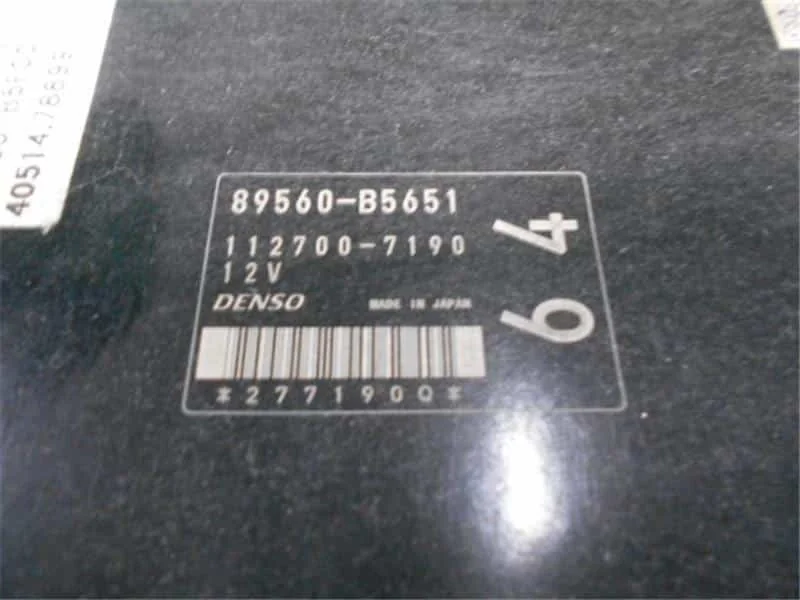 89560-B5651
112700-7190
12V
DENSO MADE IN JAPAN
*277190Q*
64